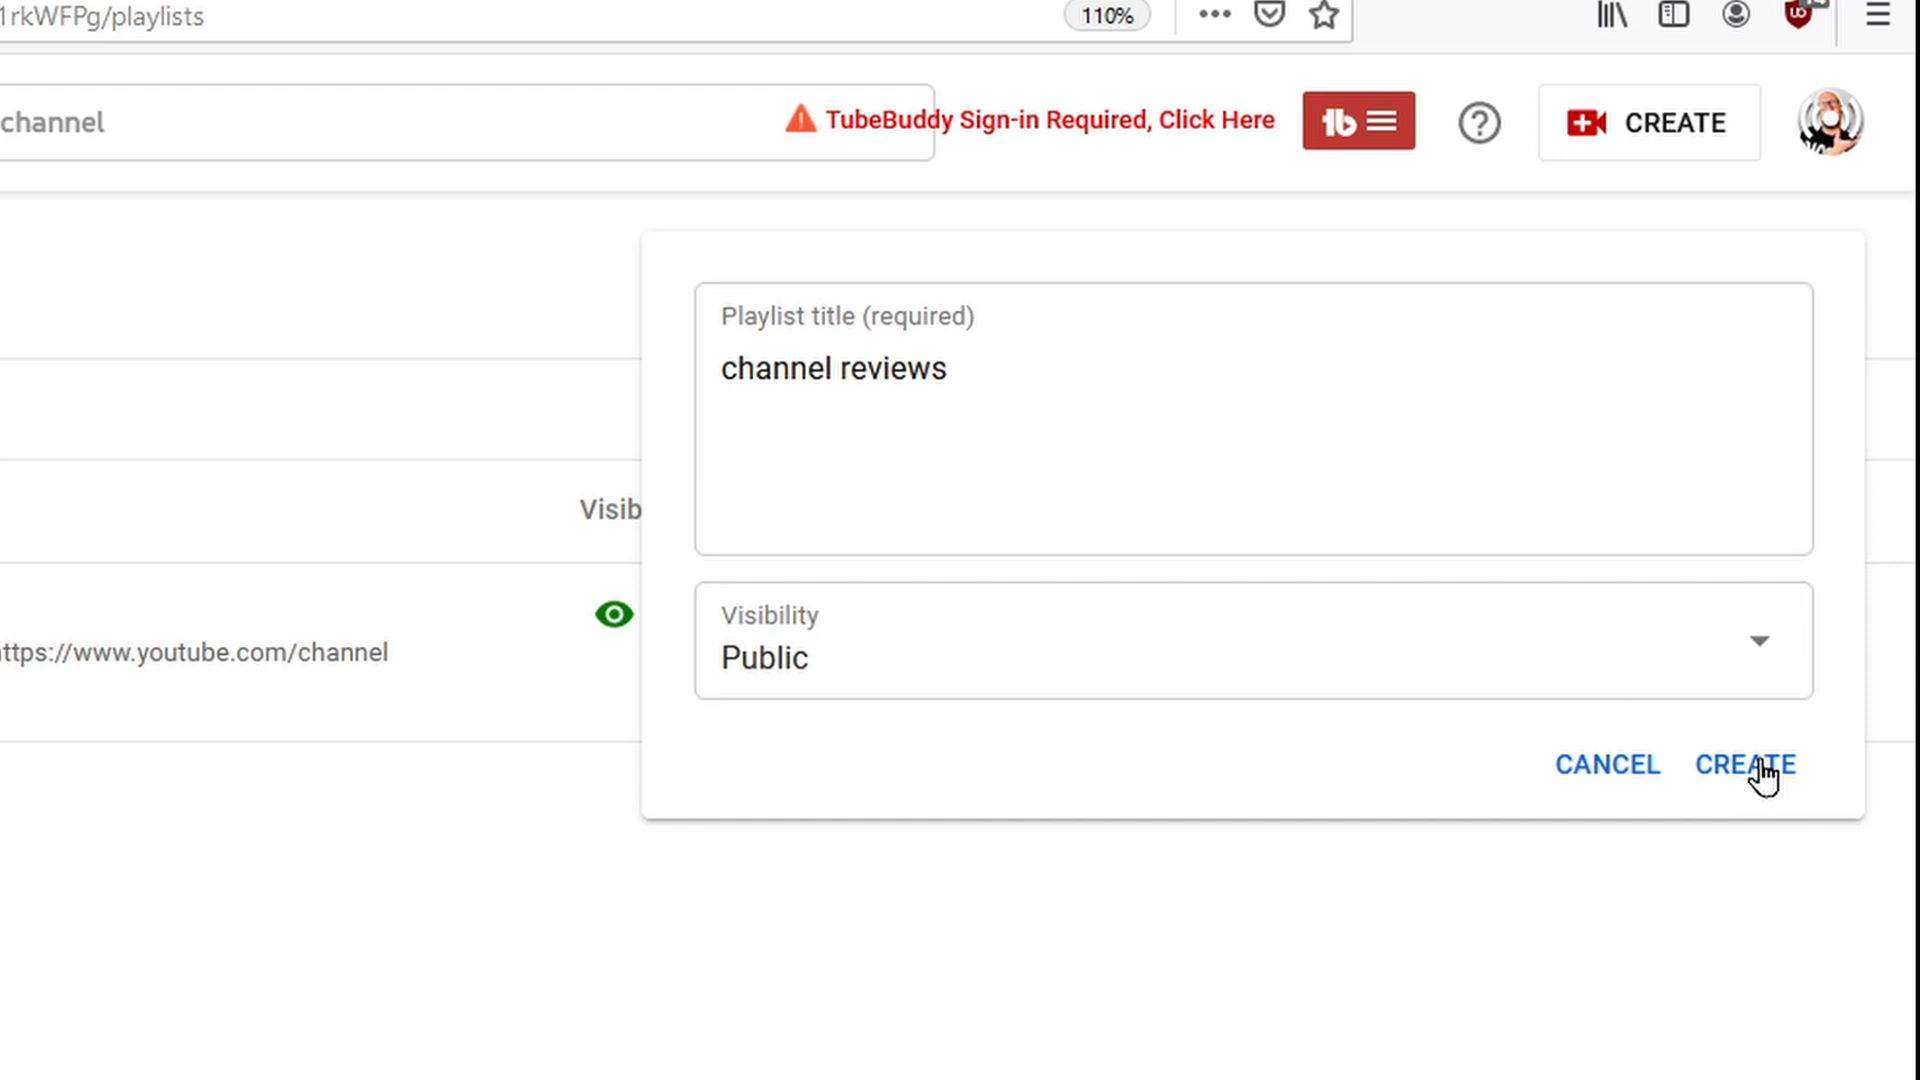 1rkWFPg/playlists
110%
channel
TubeBuddy Sign-in Required, Click Here
tb
CREATE
Playlist title (required)
channel reviews
Visib
Visibility
Public
ttps://www.youtube.com/channel
CANCEL
CREATE